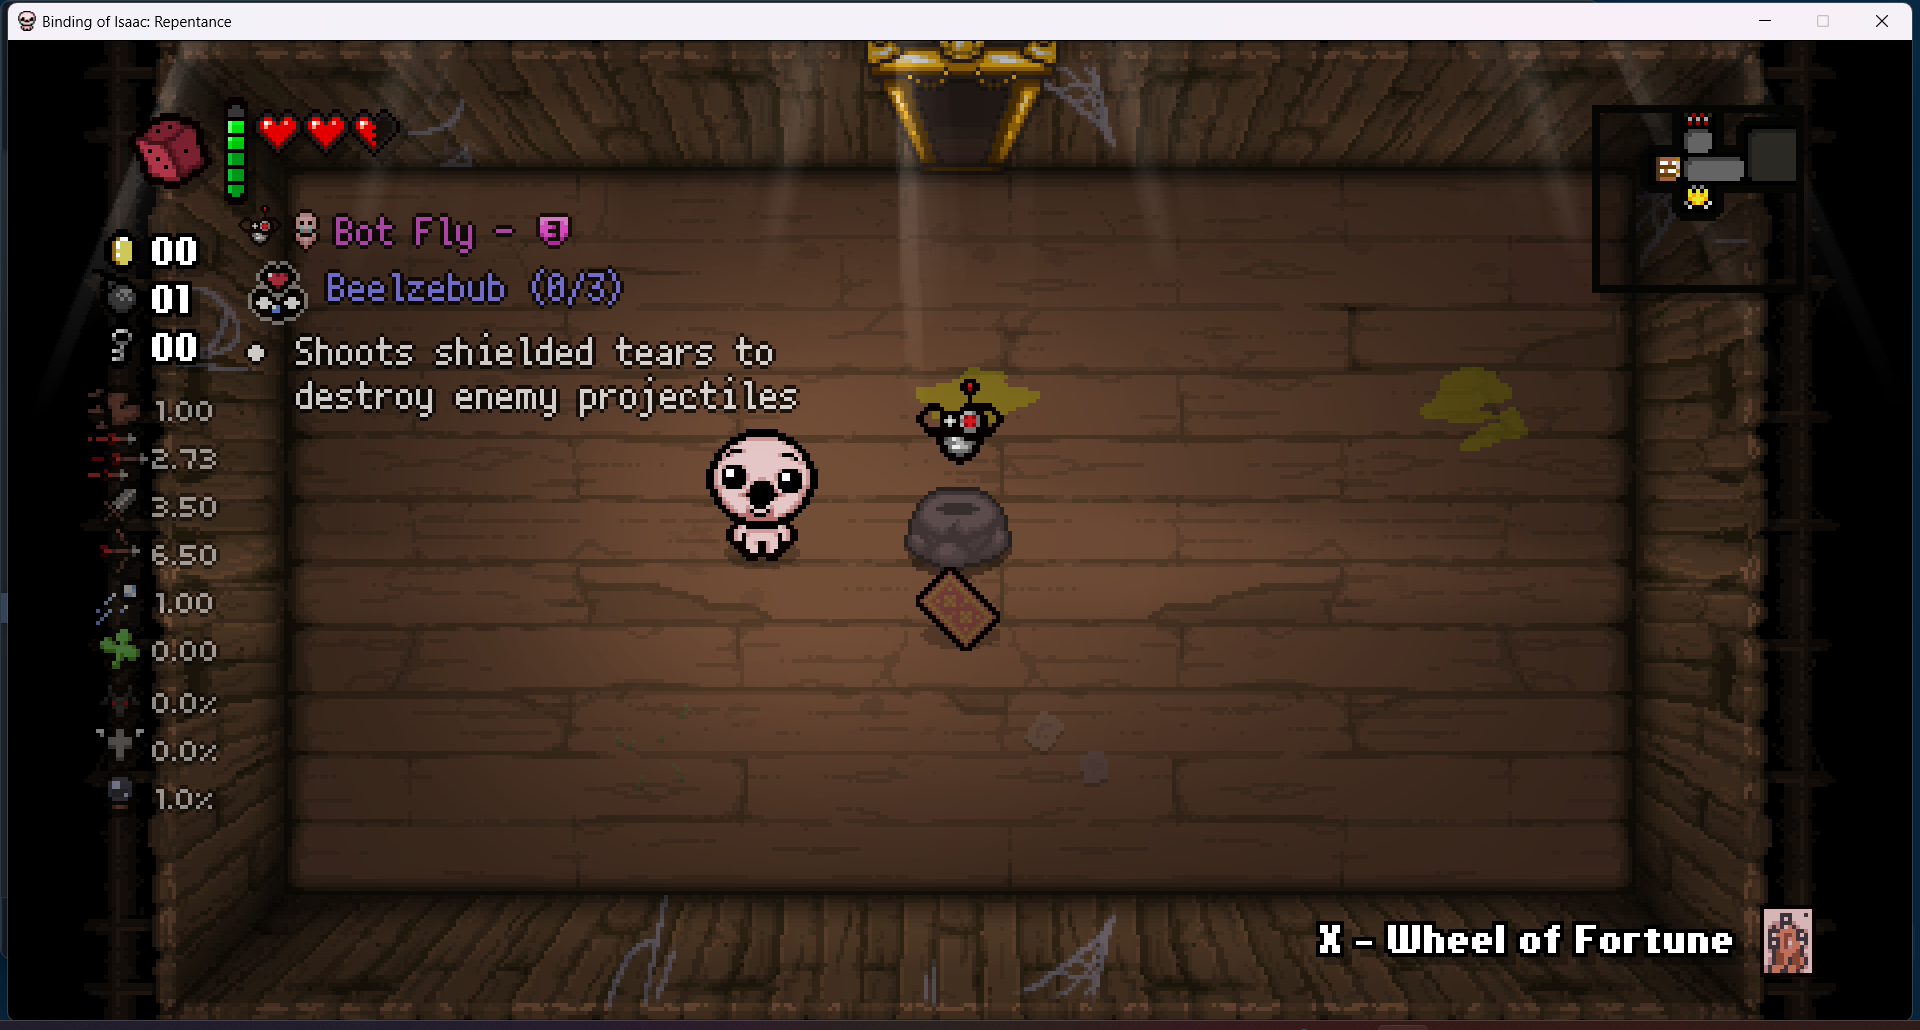 Binding of Isaac: Repentance
Bot Fly - 3
Beelzebub (0/3)
Shoots shielded tears to
destroy enemy projectiles
00
01
00
1.00
2.73
3.50
6.50
1.00
0.00
0.0%
0.0%
1.0%
X - Wheel of Fortune